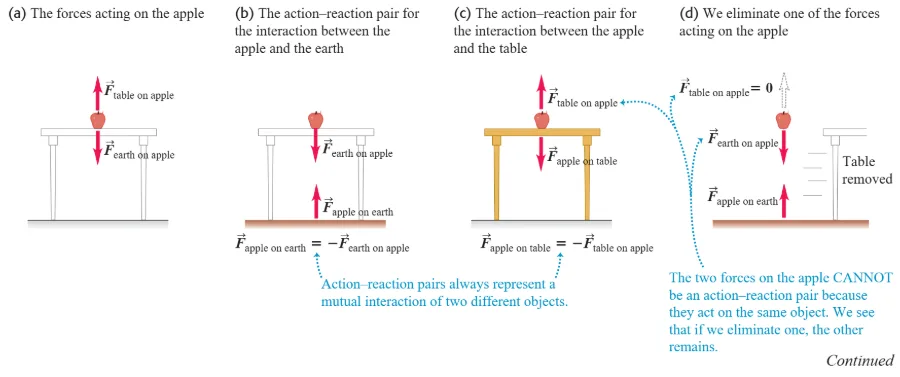 (a) The forces acting on the apple
F⃗table on apple
F⃗earth on apple
(b) The action–reaction pair for
the interaction between the
apple and the earth
F⃗earth on apple
F⃗apple on earth
F⃗apple on earth = −F⃗earth on apple
(c) The action–reaction pair for
the interaction between the apple
and the table
F⃗table on apple
F⃗apple on table
F⃗apple on table = −F⃗table on apple
Action–reaction pairs always represent a
mutual interaction of two different objects.
(d) We eliminate one of the forces
acting on the apple
F⃗table on apple = 0
F⃗earth on apple
Table
removed
F⃗apple on earth
The two forces on the apple CANNOT
be an action–reaction pair because
they act on the same object. We see
that if we eliminate one, the other
remains.
Continued